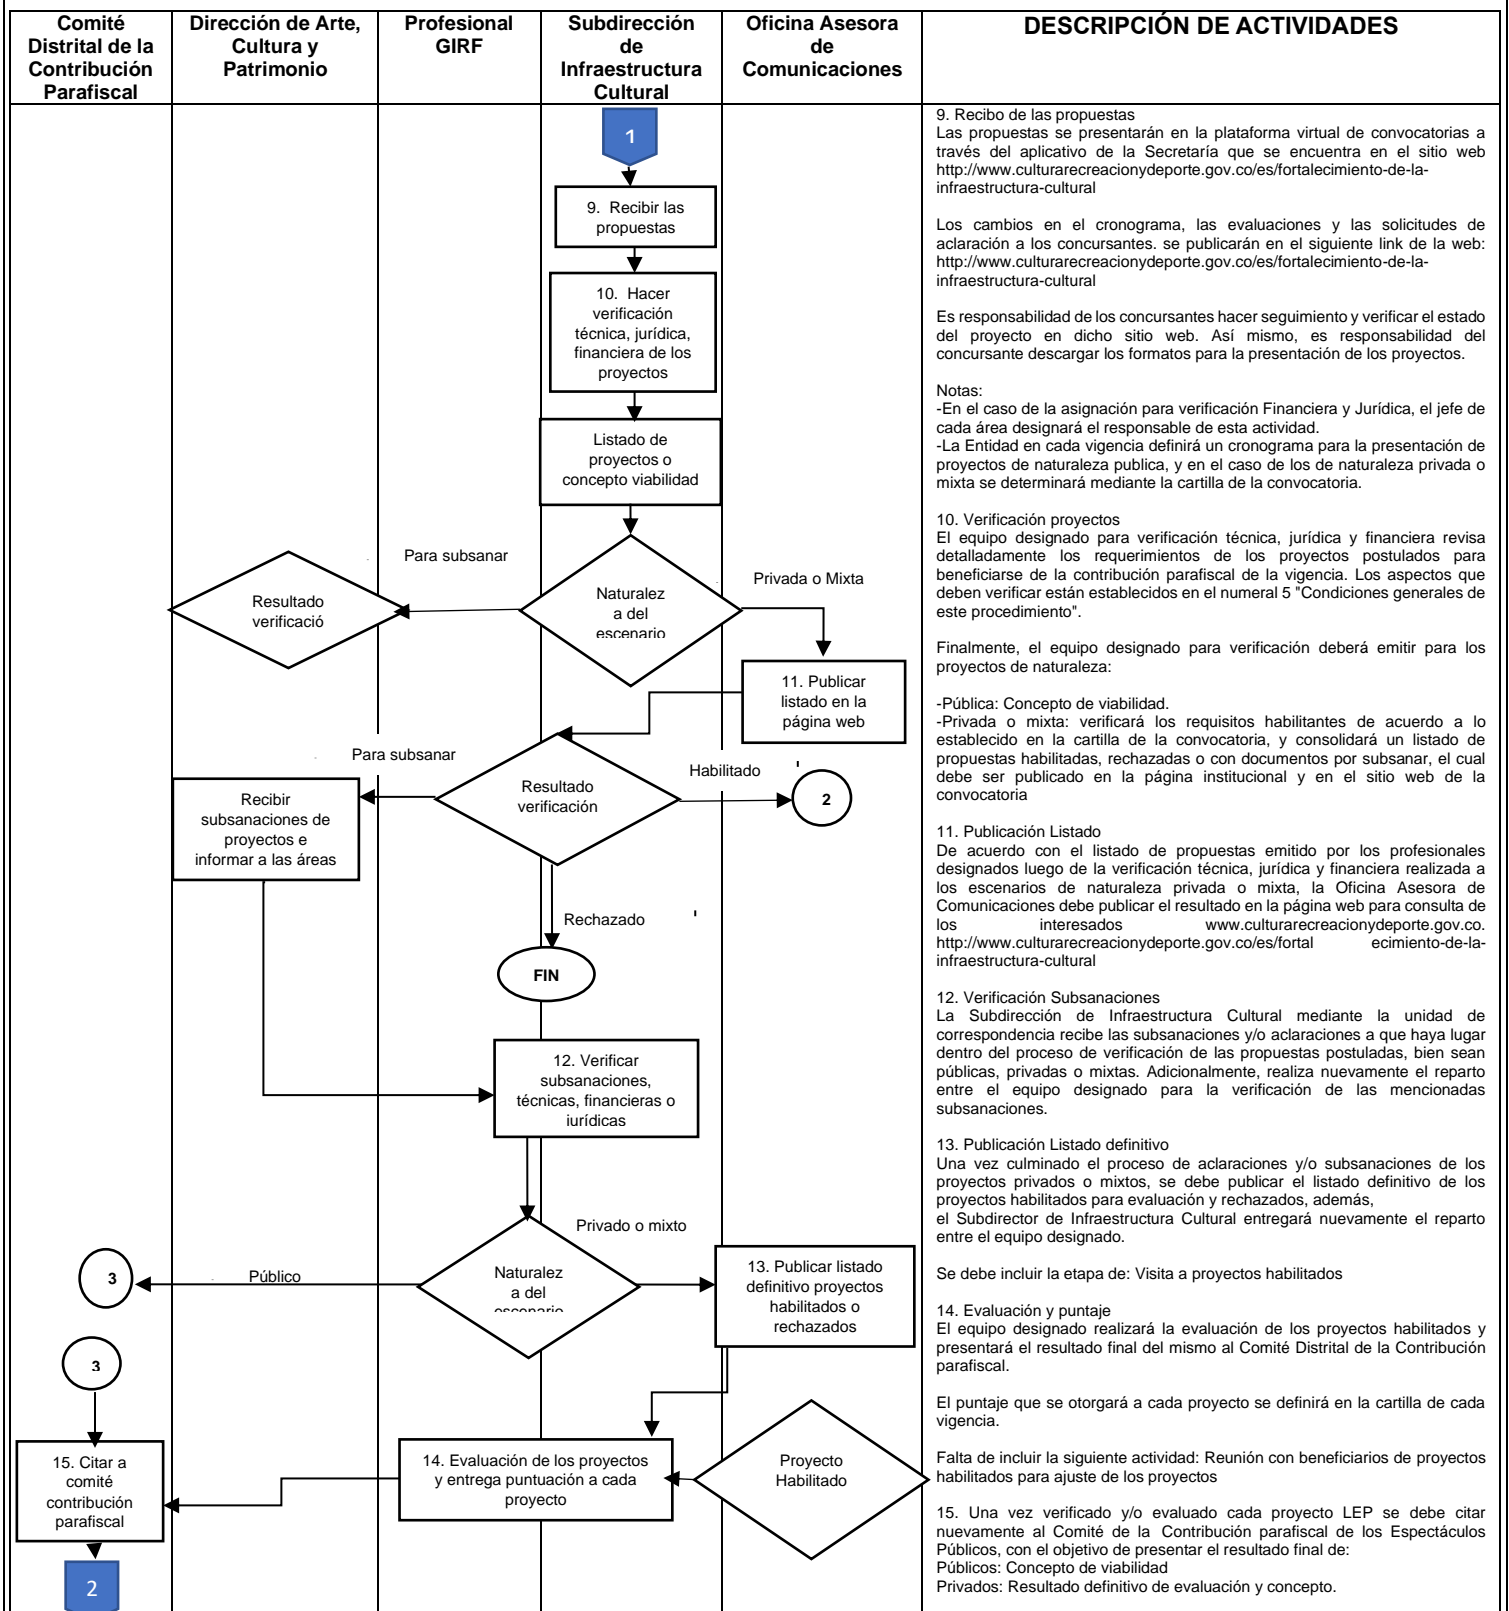 Comité
Distrital de la
Contribución
Parafiscal
Dirección de Arte,
Cultura y
Patrimonio
Profesional
GIRF
Subdirección
de
Infraestructura
Cultural
Oficina Asesora
de
Comunicaciones
DESCRIPCIÓN DE ACTIVIDADES
1
9. Recibir las
propuestas
10. Hacer
verificación
técnica, jurídica,
financiera de los
proyectos
Listado de
proyectos o
concepto viabilidad
Para subsanar
Privada o Mixta
Resultado
verificació
Naturalez
a del
escenario
11. Publicar
listado en la
página web
Para subsanar
Habilitado
Recibir
subsanaciones de
proyectos e
informar a las áreas
Resultado
verificación
2
Rechazado
FIN
12. Verificar
subsanaciones,
técnicas, financieras o
jurídicas
Privado o mixto
Público
3
Naturalez
a del
escenario
13. Publicar listado
definitivo proyectos
habilitados o
rechazados
3
15. Citar a
comité
contribución
parafiscal
14. Evaluación de los proyectos
y entrega puntuación a cada
proyecto
Proyecto
Habilitado
2
9. Recibo de las propuestas
Las propuestas se presentarán en la plataforma virtual de convocatorias a
través del aplicativo de la Secretaría que se encuentra en el sitio web
http://www.culturarecreacionydeporte.gov.co/es/fortalecimiento-de-la-
infraestructura-cultural
Los cambios en el cronograma, las evaluaciones y las solicitudes de
aclaración a los concursantes. se publicarán en el siguiente link de la web:
http://www.culturarecreacionydeporte.gov.co/es/fortalecimiento-de-la-
infraestructura-cultural
Es responsabilidad de los concursantes hacer seguimiento y verificar el estado
del proyecto en dicho sitio web. Así mismo, es responsabilidad del
concursante descargar los formatos para la presentación de los proyectos.
Notas:
-En el caso de la asignación para verificación Financiera y Jurídica, el jefe de
cada área designará el responsable de esta actividad.
-La Entidad en cada vigencia definirá un cronograma para la presentación de
proyectos de naturaleza publica, y en el caso de los de naturaleza privada o
mixta se determinará mediante la cartilla de la convocatoria.
10. Verificación proyectos
El equipo designado para verificación técnica, jurídica y financiera revisa
detalladamente los requerimientos de los proyectos postulados para
beneficiarse de la contribución parafiscal de la vigencia. Los aspectos que
deben verificar están establecidos en el numeral 5 "Condiciones generales de
este procedimiento".
Finalmente, el equipo designado para verificación deberá emitir para los
proyectos de naturaleza:
-Pública: Concepto de viabilidad.
-Privada o mixta: verificará los requisitos habilitantes de acuerdo a lo
establecido en la cartilla de la convocatoria, y consolidará un listado de
propuestas habilitadas, rechazadas o con documentos por subsanar, el cual
debe ser publicado en la página institucional y en el sitio web de la
convocatoria
11. Publicación Listado
De acuerdo con el listado de propuestas emitido por los profesionales
designados luego de la verificación técnica, jurídica y financiera realizada a
los escenarios de naturaleza privada o mixta, la Oficina Asesora de
Comunicaciones debe publicar el resultado en la página web para consulta de
los interesados www.culturarecreacionydeporte.gov.co.
http://www.culturarecreacionydeporte.gov.co/es/fortal ecimiento-de-la-
infraestructura-cultural
12. Verificación Subsanaciones
La Subdirección de Infraestructura Cultural mediante la unidad de
correspondencia recibe las subsanaciones y/o aclaraciones a que haya lugar
dentro del proceso de verificación de las propuestas postuladas, bien sean
públicas, privadas o mixtas. Adicionalmente, realiza nuevamente el reparto
entre el equipo designado para la verificación de las mencionadas
subsanaciones.
13. Publicación Listado definitivo
Una vez culminado el proceso de aclaraciones y/o subsanaciones de los
proyectos privados o mixtos, se debe publicar el listado definitivo de los
proyectos habilitados para evaluación y rechazados, además,
el Subdirector de Infraestructura Cultural entregará nuevamente el reparto
entre el equipo designado.
Se debe incluir la etapa de: Visita a proyectos habilitados
14. Evaluación y puntaje
El equipo designado realizará la evaluación de los proyectos habilitados y
presentará el resultado final del mismo al Comité Distrital de la Contribución
parafiscal.
El puntaje que se otorgará a cada proyecto se definirá en la cartilla de cada
vigencia.
Falta de incluir la siguiente actividad: Reunión con beneficiarios de proyectos
habilitados para ajuste de los proyectos
15. Una vez verificado y/o evaluado cada proyecto LEP se debe citar
nuevamente al Comité de la Contribución parafiscal de los Espectáculos
Públicos, con el objetivo de presentar el resultado final de:
Públicos: Concepto de viabilidad
Privados: Resultado definitivo de evaluación y concepto.